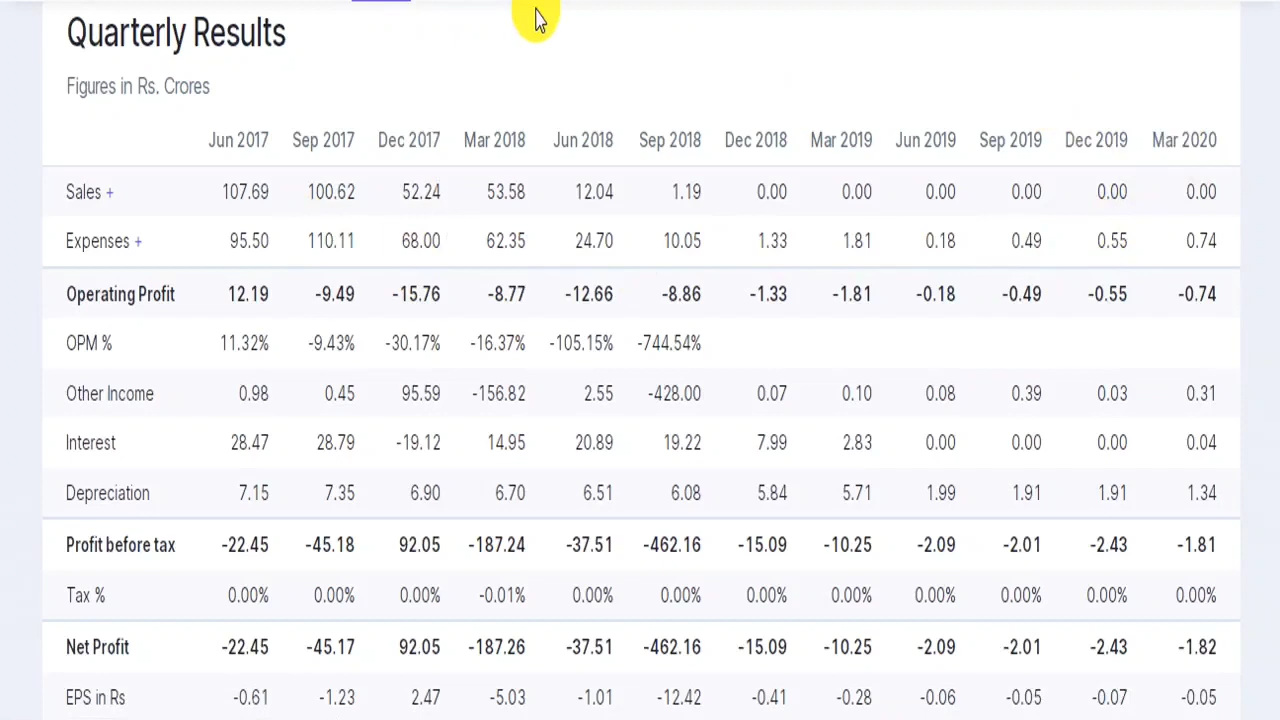 Quarterly Results
Figures in Rs. Crores
Jun 2017 Sep 2017 Dec 2017 Mar 2018 Jun 2018 Sep 2018 Dec 2018 Mar 2019 Jun 2019 Sep 2019 Dec 2019 Mar 2020
Sales + 107.69 100.62 52.24 53.58 12.04 1.19 0.00 0.00 0.00 0.00 0.00 0.00
Expenses + 95.50 110.11 68.00 62.35 24.70 10.05 1.33 1.81 0.18 0.49 0.55 0.74
Operating Profit 12.19 -9.49 -15.76 -8.77 -12.66 -8.86 -1.33 -1.81 -0.18 -0.49 -0.55 -0.74
OPM % 11.32% -9.43% -30.17% -16.37% -105.15% -744.54%
Other Income 0.98 0.45 95.59 -156.82 2.55 -428.00 0.07 0.10 0.08 0.39 0.03 0.31
Interest 28.47 28.79 -19.12 14.95 20.89 19.22 7.99 2.83 0.00 0.00 0.00 0.04
Depreciation 7.15 7.35 6.90 6.70 6.51 6.08 5.84 5.71 1.99 1.91 1.91 1.34
Profit before tax -22.45 -45.18 92.05 -187.24 -37.51 -462.16 -15.09 -10.25 -2.09 -2.01 -2.43 -1.81
Tax % 0.00% 0.00% 0.00% -0.01% 0.00% 0.00% 0.00% 0.00% 0.00% 0.00% 0.00% 0.00%
Net Profit -22.45 -45.17 92.05 -187.26 -37.51 -462.16 -15.09 -10.25 -2.09 -2.01 -2.43 -1.82
EPS in Rs -0.61 -1.23 2.47 -5.03 -1.01 -12.42 -0.41 -0.28 -0.06 -0.05 -0.07 -0.05